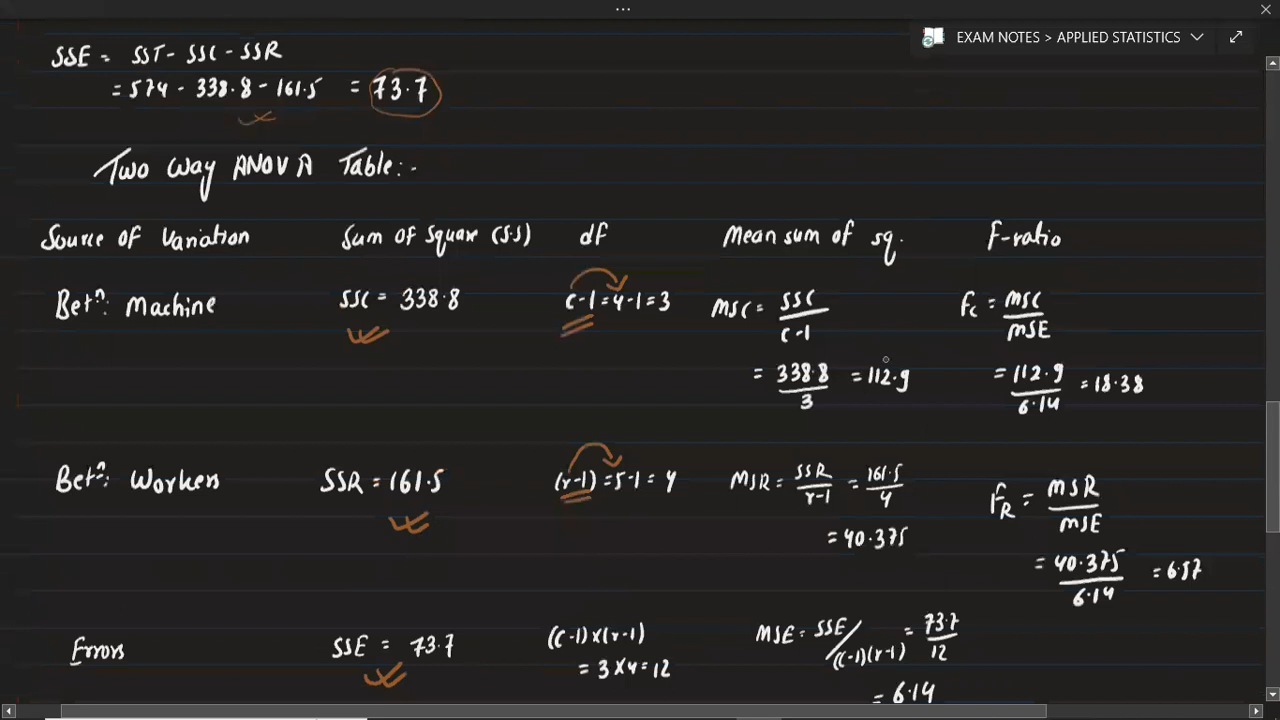 EXAM NOTES > APPLIED STATISTICS
SSE = SST - SSC - SSR
= 574 - 338.8 - 161.5 = 73.7
Two Way ANOVA Table:-
Source of Variation Sum of Square (S.S) df Mean sum of sq. F-ratio
Betn: Machine SSC = 338.8 c-1 = 4-1 = 3 MSC = SSC / c-1 Fc = MSC / MSE
= 338.8 / 3 = 112.9 = 112.9 / 6.14 = 18.38
Betn: Workers SSR = 161.5 (r-1) = 5-1 = 4 MSR = SSR / r-1 = 161.5 / 4 FR = MSR / MSE
= 40.375 = 40.375 / 6.14 = 6.57
Errors SSE = 73.7 (c-1)x(r-1) MSE = SSE / (c-1)(r-1) = 73.7 / 12
= 3 x 4 = 12 = 6.14